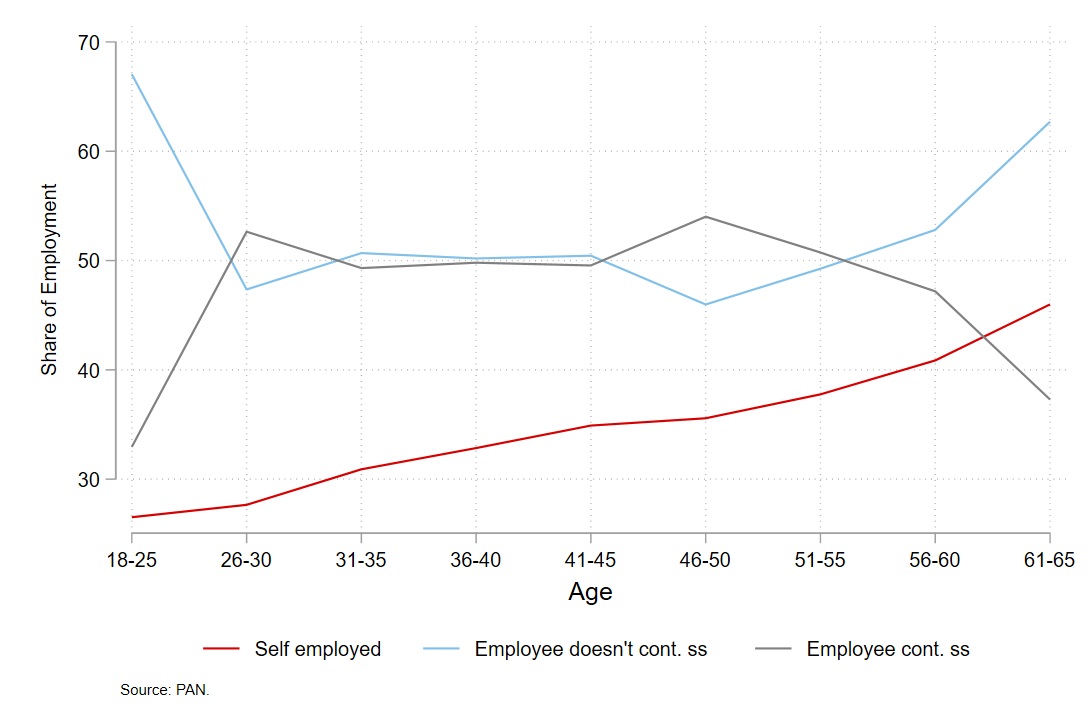 Share of Employment
70
60
50
40
30
18-25 26-30 31-35 36-40 41-45 46-50 51-55 56-60 61-65
Age
Self employed Employee doesn't cont. ss Employee cont. ss
Source: PAN.